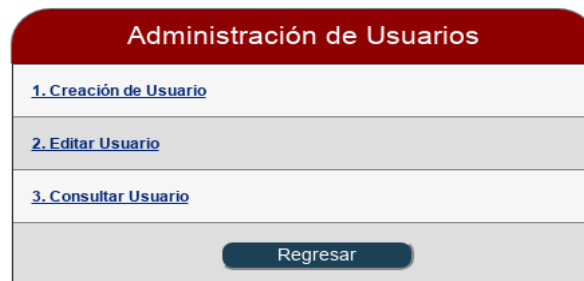 Administración de Usuarios
1. Creación de Usuario
2. Editar Usuario
3. Consultar Usuario
Regresar